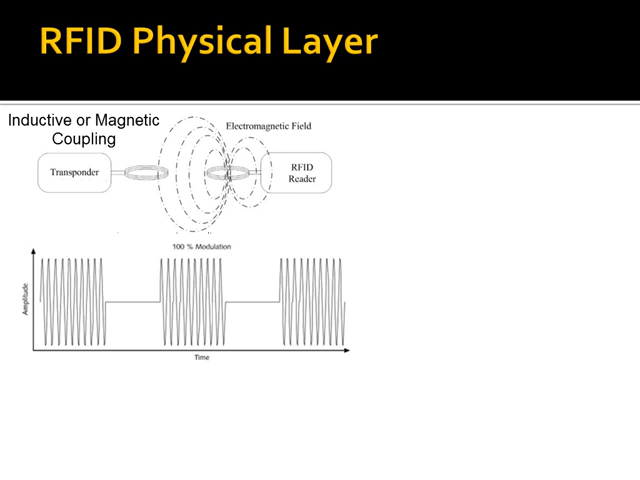 RFID Physical Layer
Inductive or Magnetic
Coupling
Electromagnetic Field
Transponder
RFID
Reader
100 % Modulation
Amplitude
Time